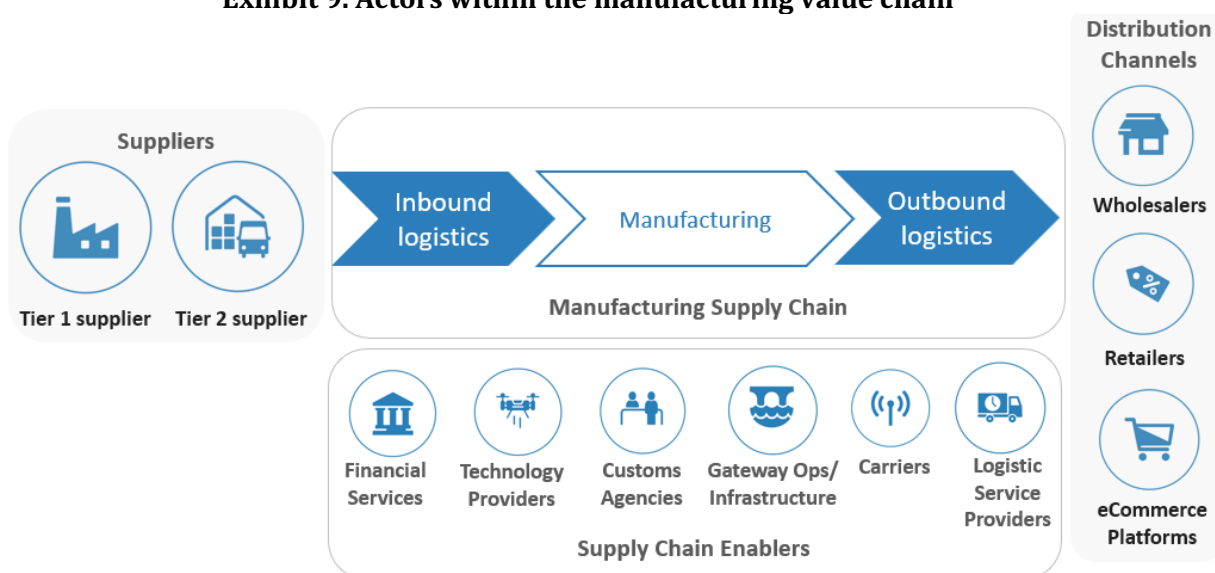 Exhibit 9. Actors within the manufacturing value chain
Distribution
Channels
Suppliers
Tier 1 supplier
Tier 2 supplier
Inbound
logistics
Manufacturing
Outbound
logistics
Manufacturing Supply Chain
Financial
Services
Technology
Providers
Customs
Agencies
Gateway Ops/
Infrastructure
Carriers
Logistic
Service
Providers
Supply Chain Enablers
Wholesalers
Retailers
eCommerce
Platforms